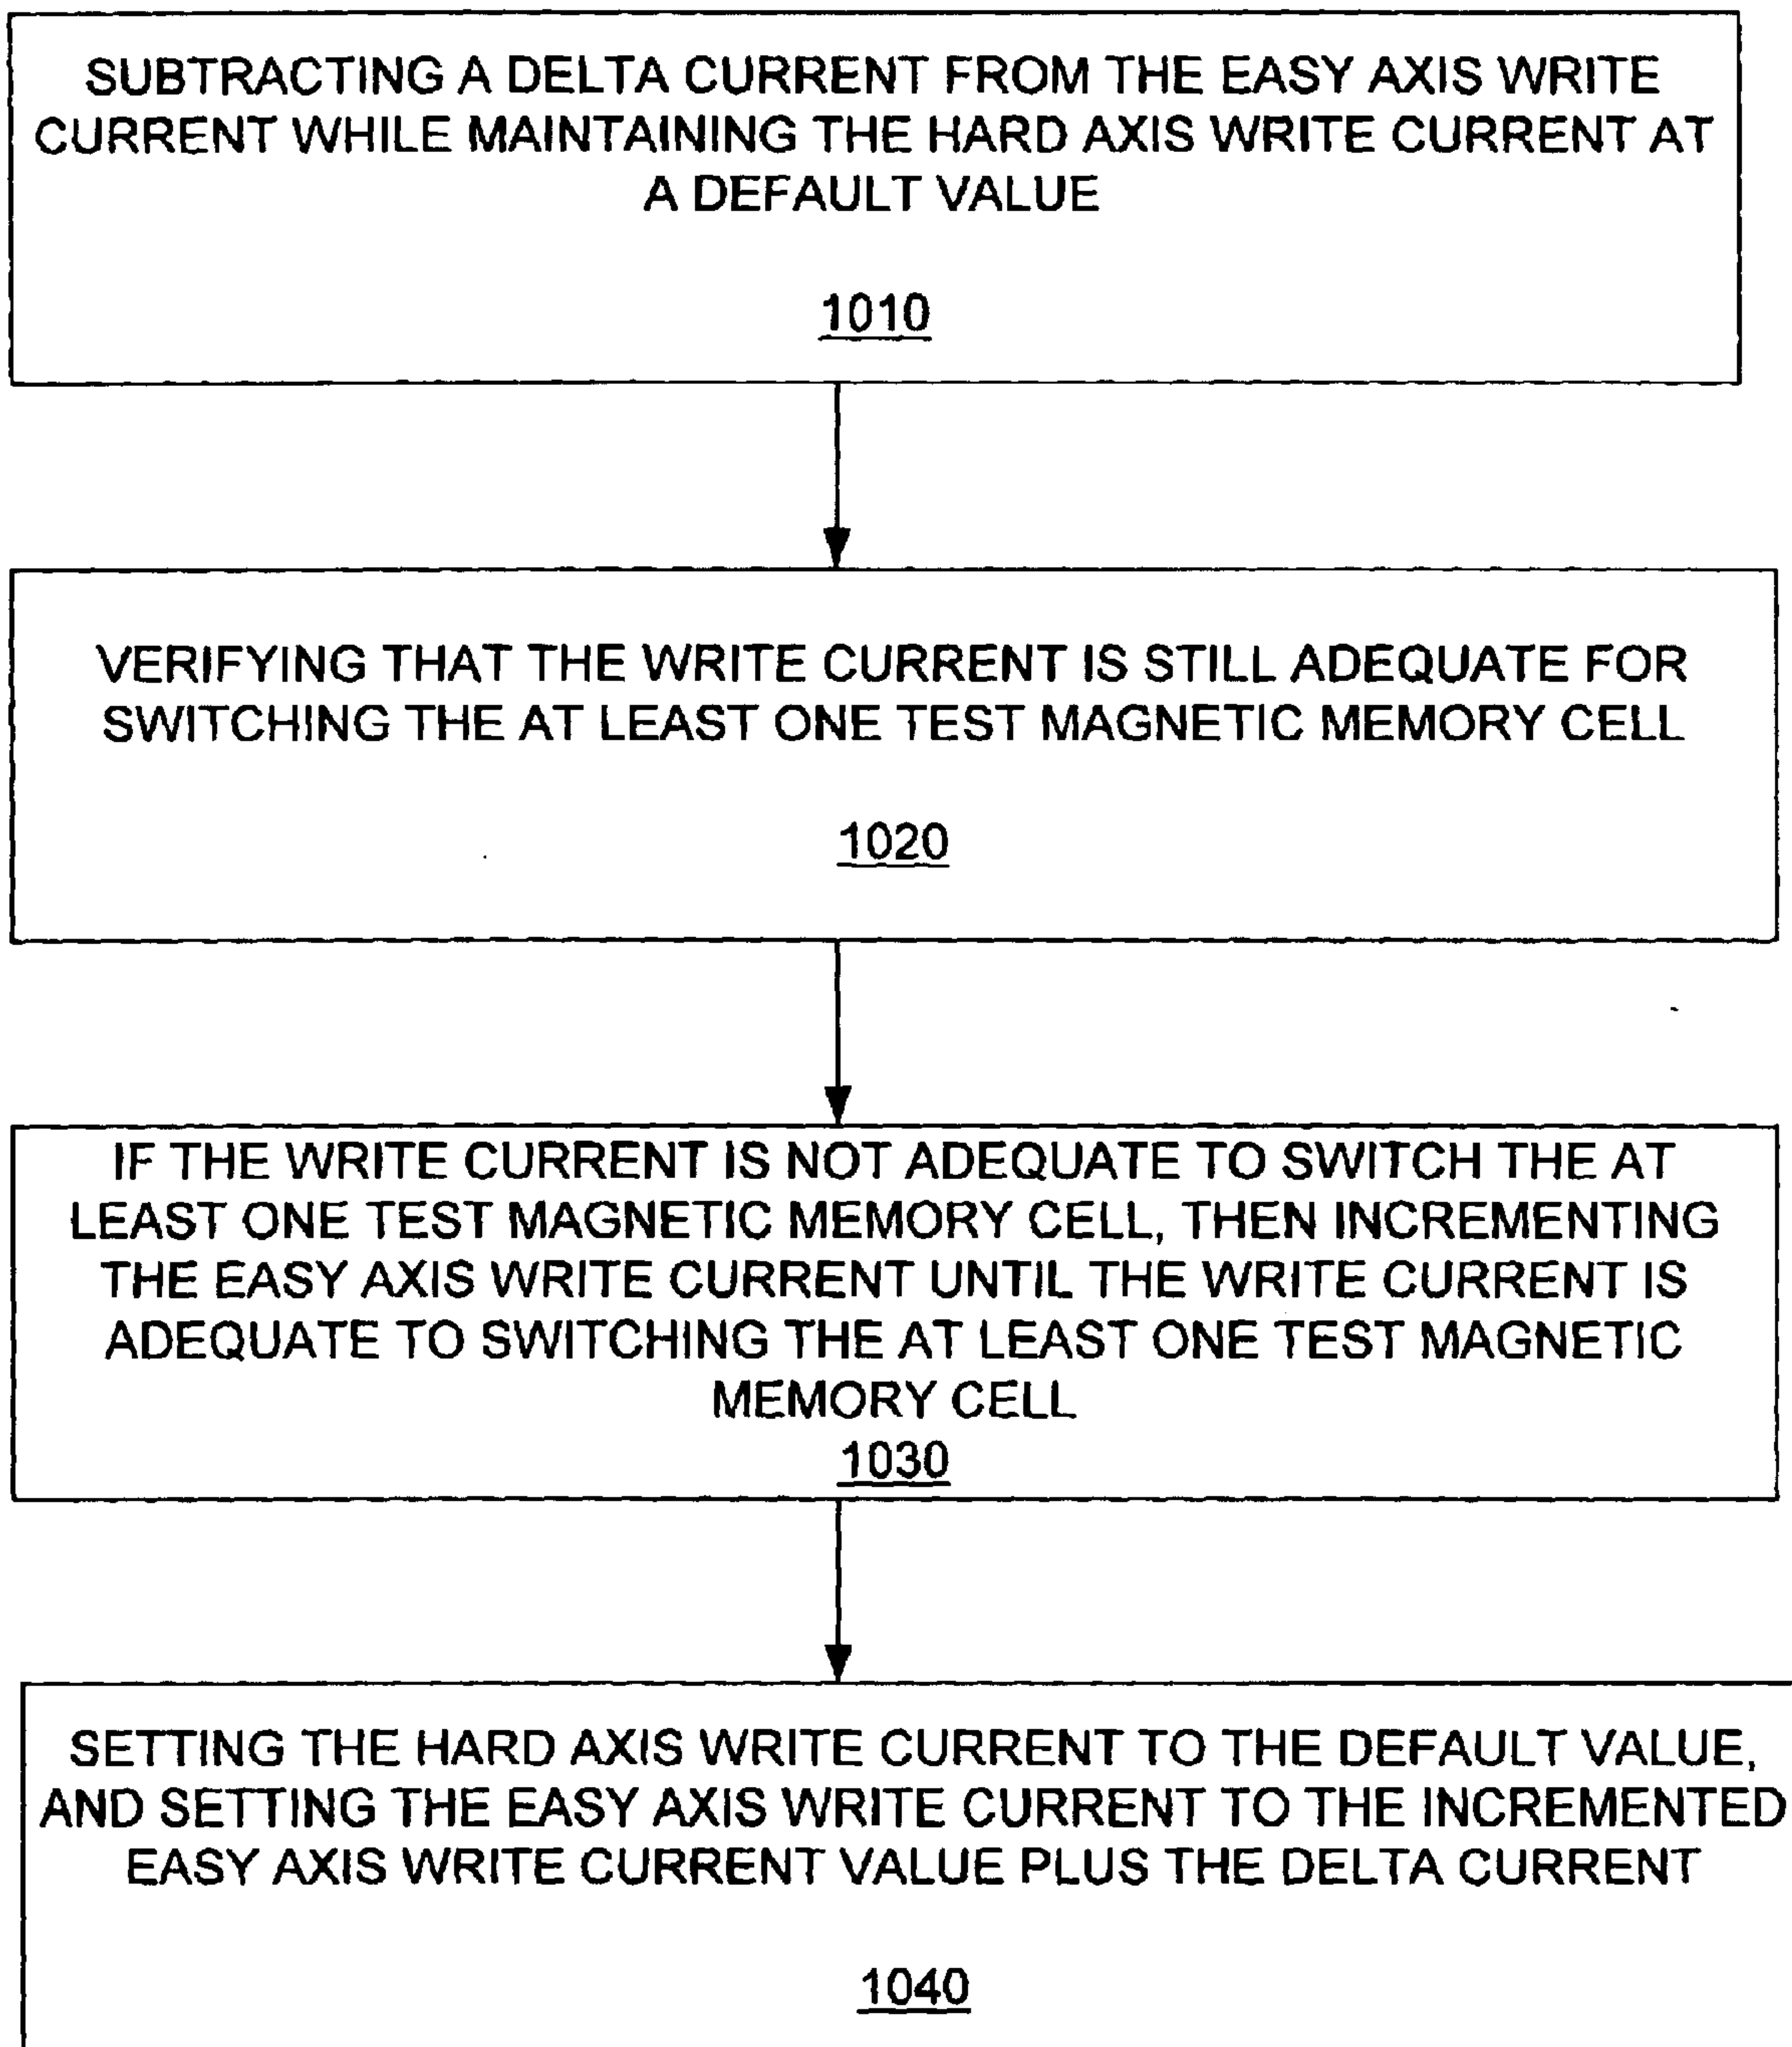 SUBTRACTING A DELTA CURRENT FROM THE EASY AXIS WRITE
CURRENT WHILE MAINTAINING THE HARD AXIS WRITE CURRENT AT
A DEFAULT VALUE
1010
VERIFYING THAT THE WRITE CURRENT IS STILL ADEQUATE FOR
SWITCHING THE AT LEAST ONE TEST MAGNETIC MEMORY CELL
1020
IF THE WRITE CURRENT IS NOT ADEQUATE TO SWITCH THE AT
LEAST ONE TEST MAGNETIC MEMORY CELL, THEN INCREMENTING
THE EASY AXIS WRITE CURRENT UNTIL THE WRITE CURRENT IS
ADEQUATE TO SWITCHING THE AT LEAST ONE TEST MAGNETIC
MEMORY CELL
1030
SETTING THE HARD AXIS WRITE CURRENT TO THE DEFAULT VALUE,
AND SETTING THE EASY AXIS WRITE CURRENT TO THE INCREMENTED
EASY AXIS WRITE CURRENT VALUE PLUS THE DELTA CURRENT
1040